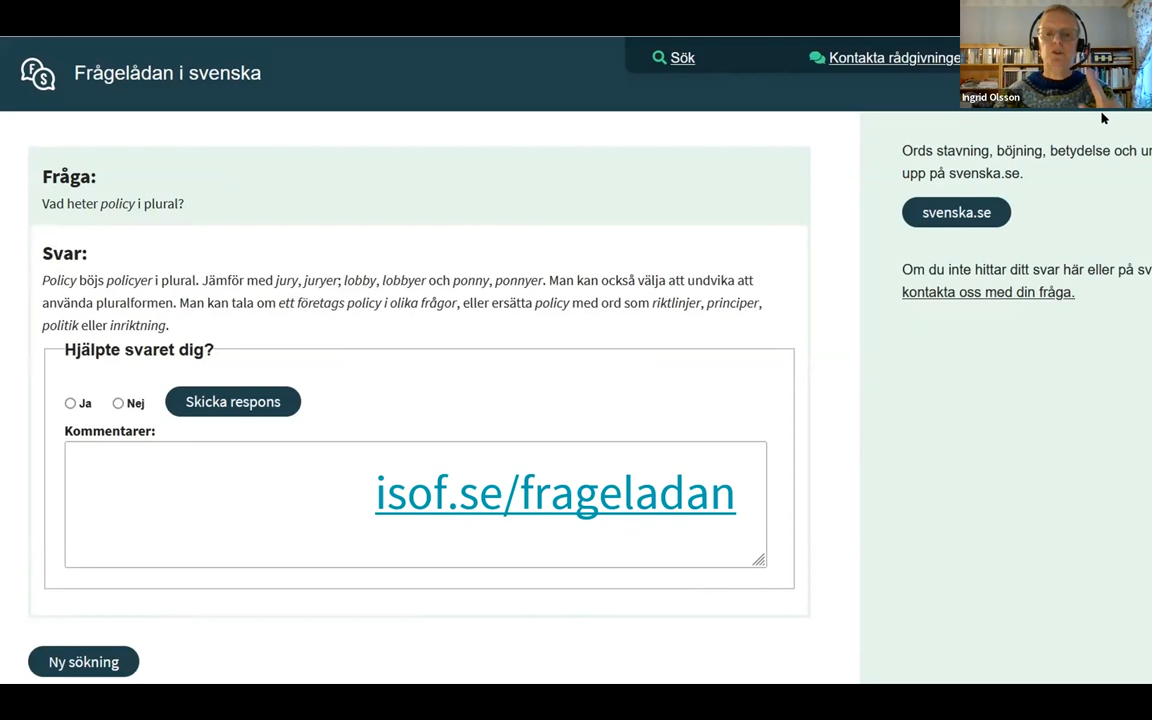 F
S
Frågelådan i svenska
Sök
Kontakta rådgivninge
Ingrid Olsson
Fråga:
Vad heter policy i plural?
Svar:
Policy böjs policyer i plural. Jämför med jury, juryer; lobby, lobbyer och ponny, ponnyer. Man kan också välja att undvika att
använda pluralformen. Man kan tala om ett företags policy i olika frågor, eller ersätta policy med ord som riktlinjer, principer,
politik eller inriktning.
Hjälpte svaret dig?
Ja
Nej
Skicka respons
Kommentarer:
isof.se/frageladan
Ny sökning
Ords stavning, böjning, betydelse och ur
upp på svenska.se.
svenska.se
Om du inte hittar ditt svar här eller på sv
kontakta oss med din fråga.